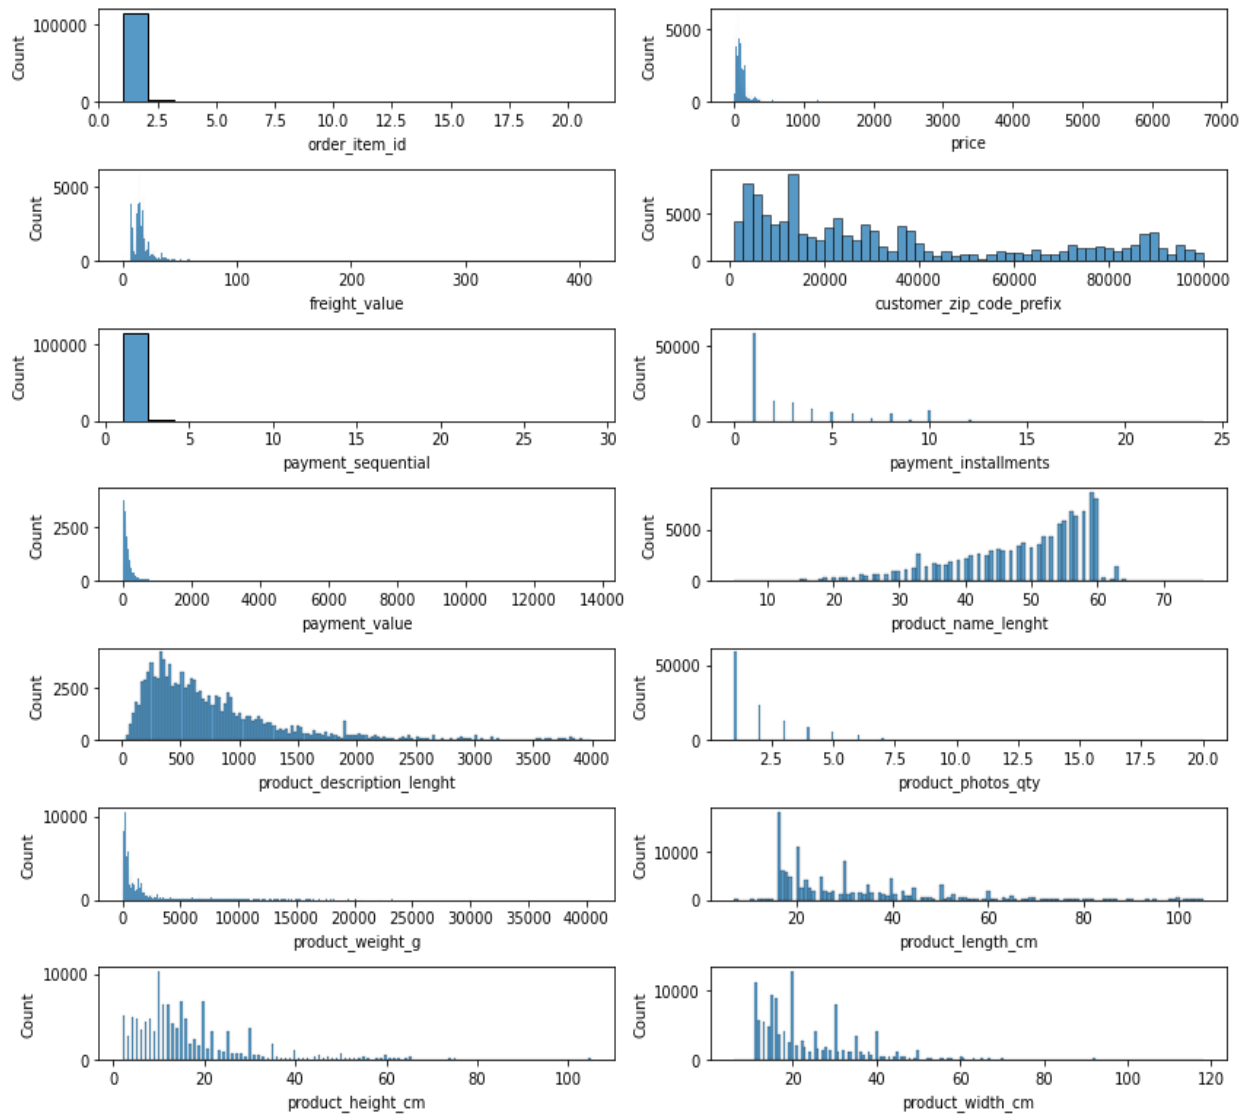 100000
0
Count
0.0 2.5 5.0 7.5 10.0 12.5 15.0 17.5 20.0
order_item_id
5000
0
Count
0 1000 2000 3000 4000 5000 6000 7000
price
5000
0
Count
0 100 200 300 400
freight_value
5000
0
Count
0 20000 40000 60000 80000 100000
customer_zip_code_prefix
100000
0
Count
0 5 10 15 20 25 30
payment_sequential
50000
0
Count
0 5 10 15 20 25
payment_installments
2500
0
Count
0 2000 4000 6000 8000 10000 12000 14000
payment_value
5000
0
Count
10 20 30 40 50 60 70
product_name_lenght
2500
0
Count
0 500 1000 1500 2000 2500 3000 3500 4000
product_description_lenght
50000
0
Count
2.5 5.0 7.5 10.0 12.5 15.0 17.5 20.0
product_photos_qty
10000
0
Count
0 5000 10000 15000 20000 25000 30000 35000 40000
product_weight_g
10000
0
Count
20 40 60 80 100
product_length_cm
10000
0
Count
0 20 40 60 80 100
product_height_cm
10000
0
Count
20 40 60 80 100 120
product_width_cm